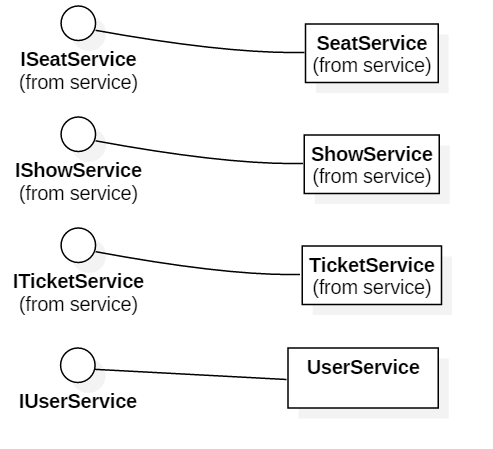 ISeatService
(from service)
SeatService
(from service)
IShowService
(from service)
ShowService
(from service)
ITicketService
(from service)
TicketService
(from service)
IUserService
UserService